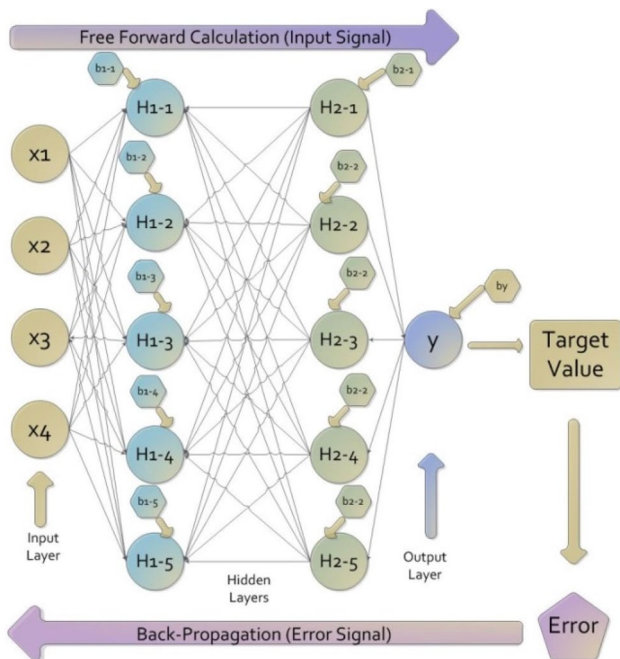 Free Forward Calculation (Input Signal)
b1-1
b2-1
H1-1
H2-1
x1
b1-2
b2-2
H1-2
H2-2
x2
b1-3
b2-2
by
x3
H1-3
H2-3
y
Target
Value
b1-4
b2-2
x4
H1-4
H2-4
b1-5
b2-2
Input
Layer
H1-5
H2-5
Hidden
Layers
Output
Layer
Error
Back-Propagation (Error Signal)